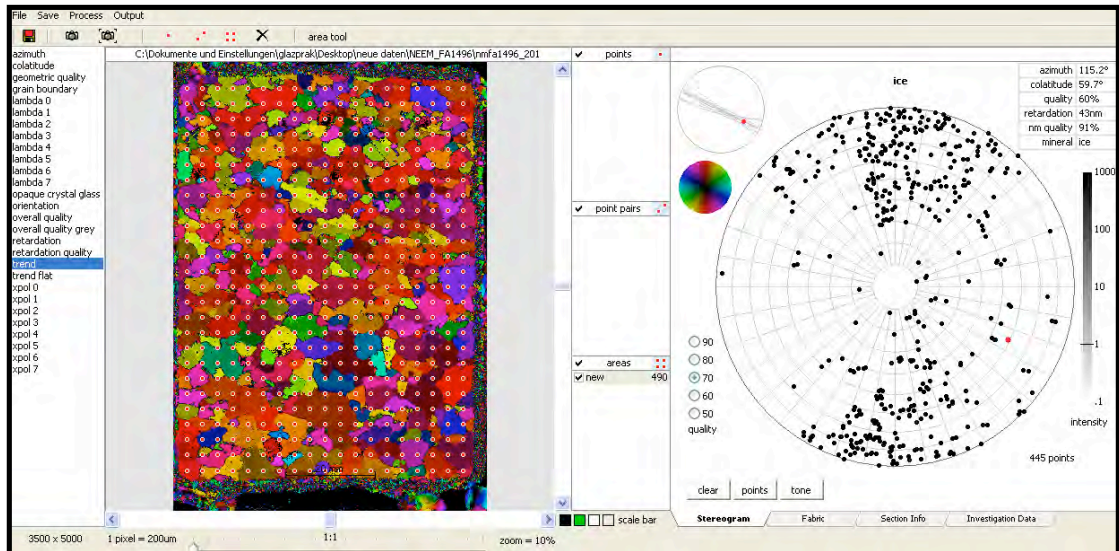 File Save Process Output
area tool
azimuth
colatitude
geometric quality
grain boundary
lambda 0
lambda 1
lambda 2
lambda 3
lambda 4
lambda 5
lambda 6
lambda 7
opaque crystal glass
orientation
overall quality
overall quality grey
retardation
retardation quality
trend
trend flat
xpol 0
xpol 1
xpol 2
xpol 3
xpol 4
xpol 5
xpol 6
xpol 7
C:\Dokumente und Einstellungen\glazprak\Desktop\neue daten\NEEM_FA1496\nmfa1496_201
points
point pairs
areas
new 490
ice
azimuth 115.2°
colatitude 59.7°
quality 60%
retardation 43nm
nm quality 91%
mineral ice
1000
100
10
1
.1
intensity
90
80
70
60
50
quality
445 points
clear points tone
scale bar
Stereogram Fabric Section Info Investigation Data
3500 x 5000 1 pixel = 200um 1:1 zoom = 10%